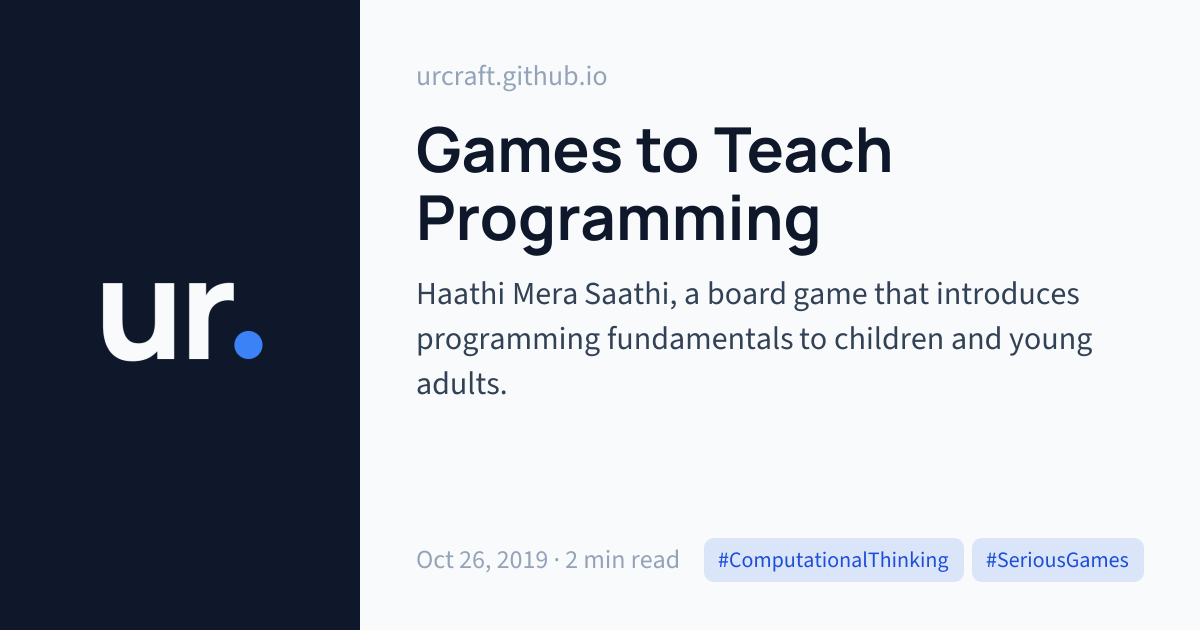 ur.
urcraft.github.io
Games to Teach
Programming
Haathi Mera Saathi, a board game that introduces
programming fundamentals to children and young
adults.
Oct 26, 2019 · 2 min read
#ComputationalThinking
#SeriousGames